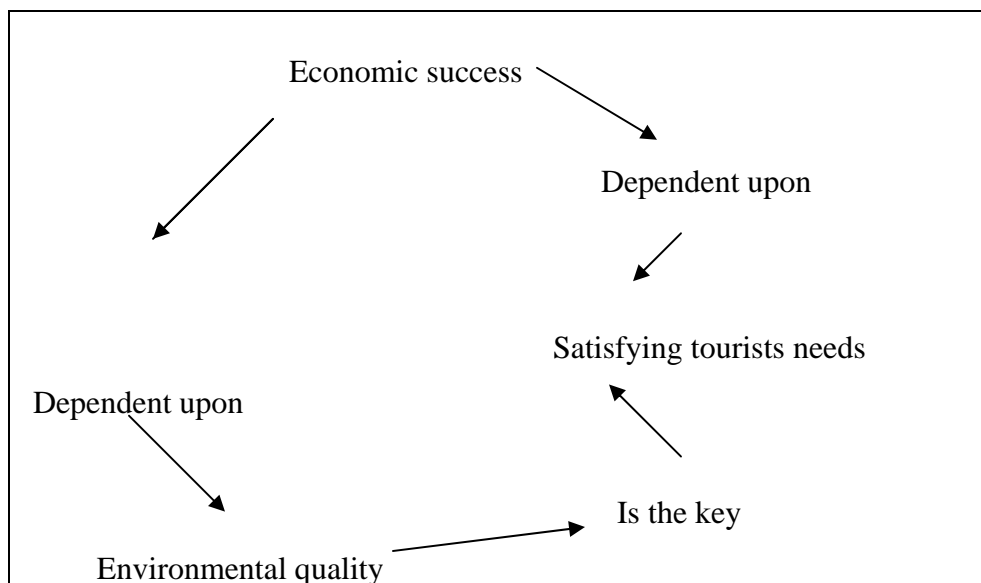 Economic success
Dependent upon
Satisfying tourists needs
Dependent upon
Is the key
Environmental quality